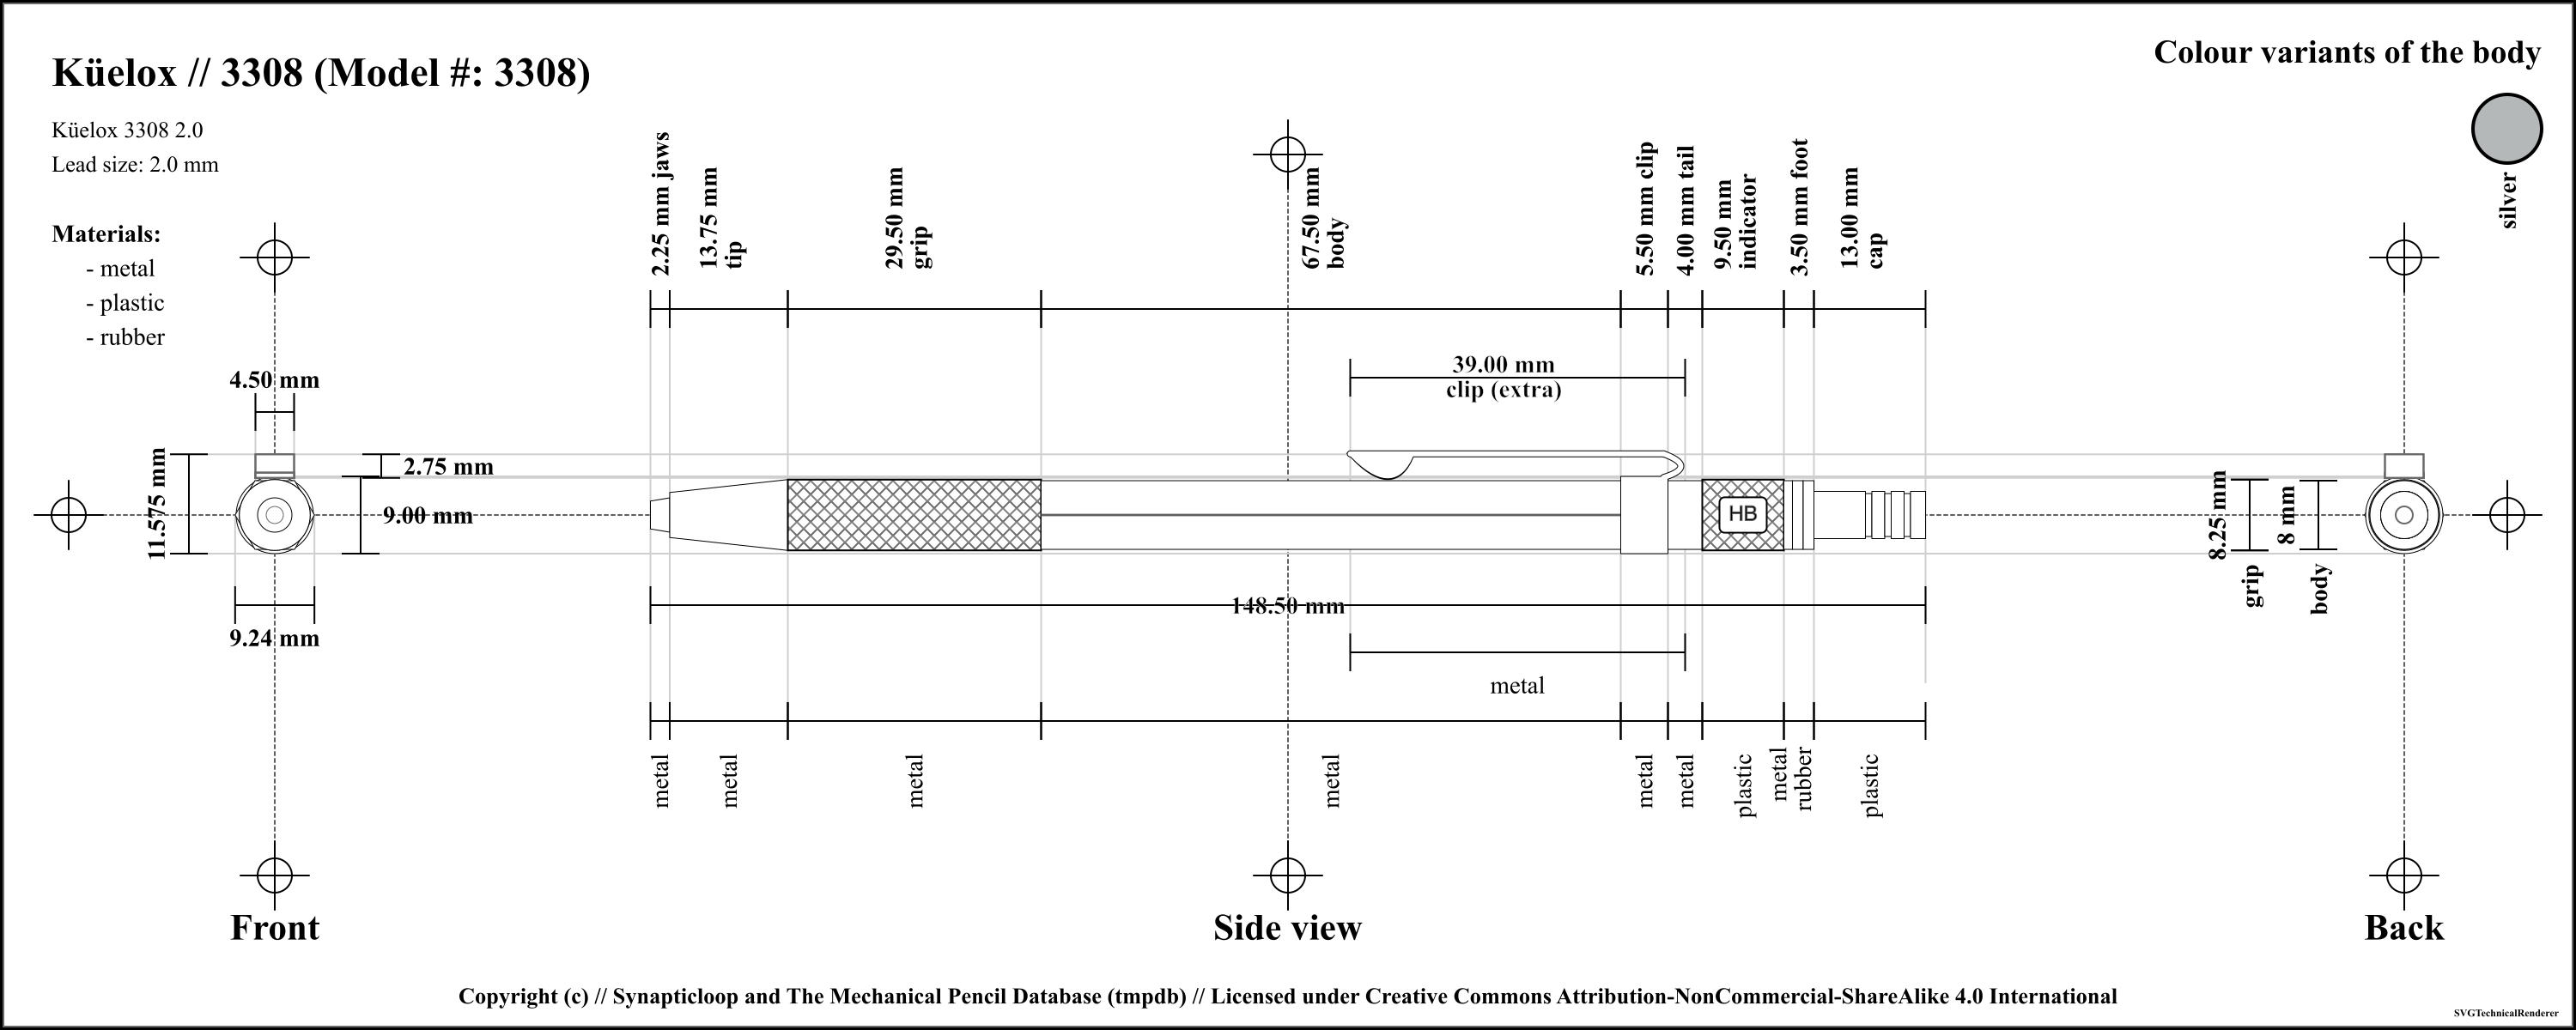 Küelox // 3308 (Model #: 3308)
Colour variants of the body
Küelox 3308 2.0
Lead size: 2.0 mm
silver
Materials:
- metal
- plastic
- rubber
2.25 mm jaws
13.75 mm
tip
29.50 mm
grip
67.50 mm
body
5.50 mm clip
4.00 mm tail
9.50 mm
indicator
3.50 mm foot
13.00 mm
cap
39.00 mm
clip (extra)
4.50 mm
11.575 mm
2.75 mm
9.00 mm
9.24 mm
HB
8.25 mm
grip
8 mm
body
148.50 mm
metal
metal
metal
metal
metal
metal
metal
plastic
metal
rubber
plastic
Front
Side view
Back
Copyright (c) // Synapticloop and The Mechanical Pencil Database (tmpdb) // Licensed under Creative Commons Attribution-NonCommercial-ShareAlike 4.0 International
SVGTechnicalRenderer